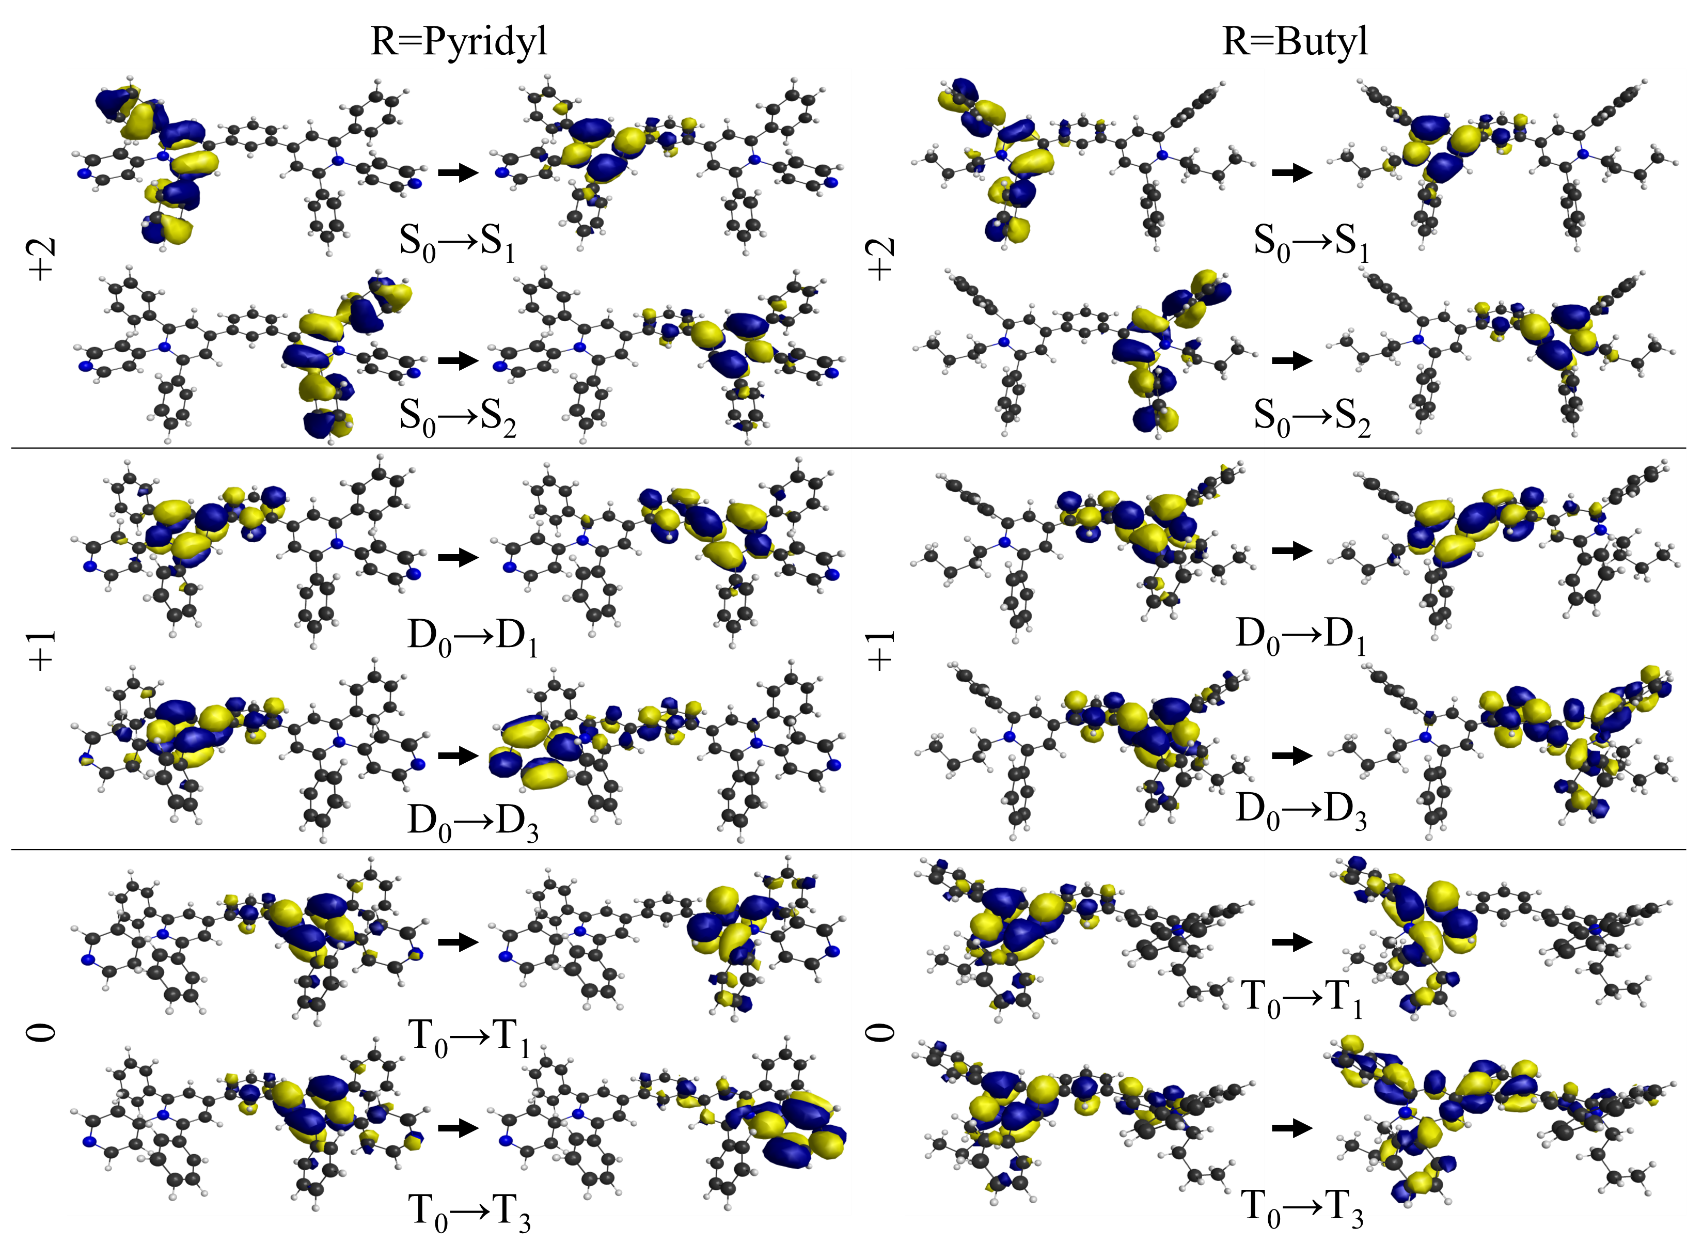 R=Pyridyl
R=Butyl
+2
S0→S1
S0→S2
+2
S0→S1
S0→S2
+1
D0→D1
D0→D3
+1
D0→D1
D0→D3
0
T0→T1
T0→T3
0
T0→T1
T0→T3